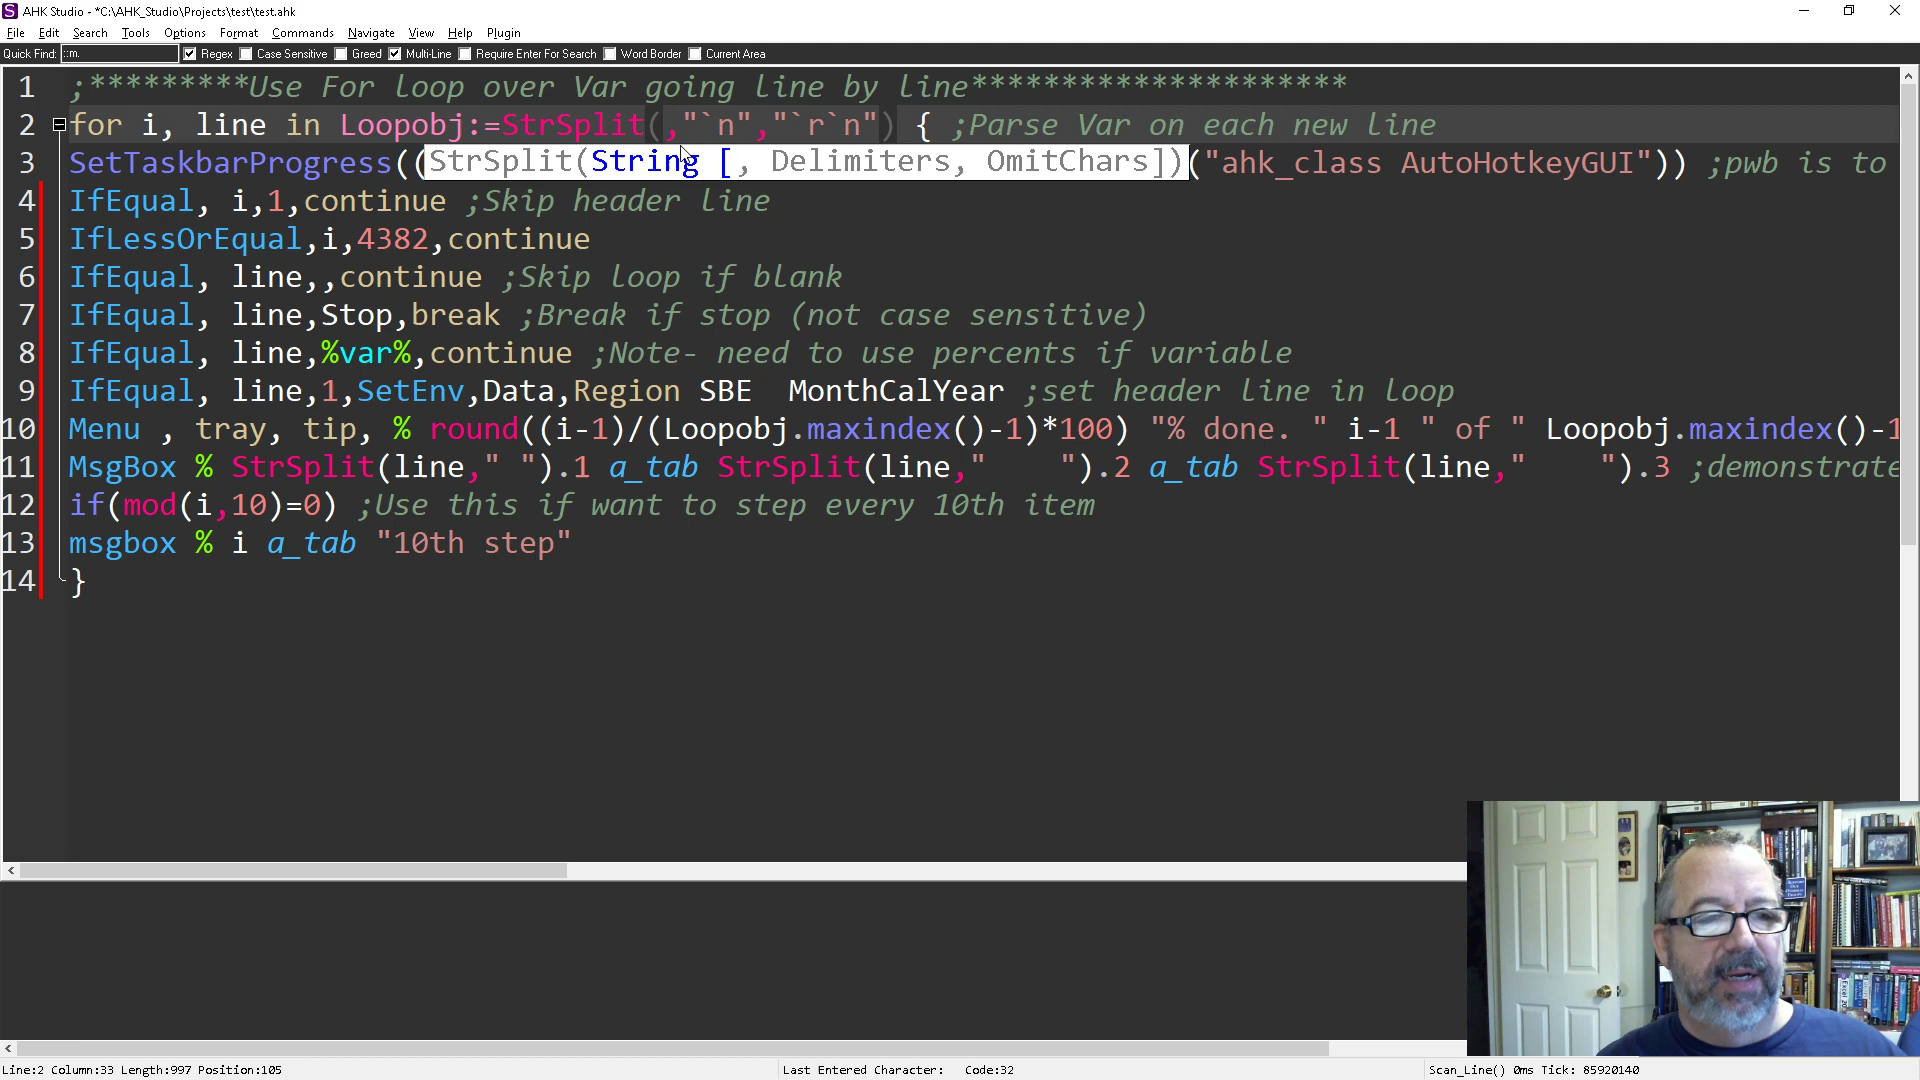 AHK Studio - *C:\AHK_Studio\Projects\test\test.ahk
File Edit Search Tools Options Format Commands Navigate View Help Plugin
Quick Find: ::m. Regex Case Sensitive Greed Multi-Line Require Enter For Search Word Border Current Area
1 ;**********Use For loop over Var going line by line*********************
2 for i, line in Loopobj:=StrSplit(,"`n","`r`n") { ;Parse Var on each new line
3 SetTaskbarProgress((StrSplit(String [, Delimiters, OmitChars])("ahk_class AutoHotkeyGUI")) ;pwb is to
4 IfEqual, i,1,continue ;Skip header line
5 IfLessOrEqual,i,4382,continue
6 IfEqual, line,,continue ;Skip loop if blank
7 IfEqual, line,Stop,break ;Break if stop (not case sensitive)
8 IfEqual, line,%var%,continue ;Note- need to use percents if variable
9 IfEqual, line,1,SetEnv,Data,Region SBE  MonthCalYear ;set header line in loop
10 Menu , tray, tip, % round((i-1)/(Loopobj.maxindex()-1)*100) "% done. " i-1 " of " Loopobj.maxindex()-1
11 MsgBox % StrSplit(line," ").1 a_tab StrSplit(line,"    ").2 a_tab StrSplit(line,"    ").3 ;demonstrate
12 if(mod(i,10)=0) ;Use this if want to step every 10th item
13 msgbox % i a_tab "10th step"
14 }
Line:2 Column:33 Length:997 Position:105 Last Entered Character: Code:32 Scan_Line() 0ms Tick: 85920140